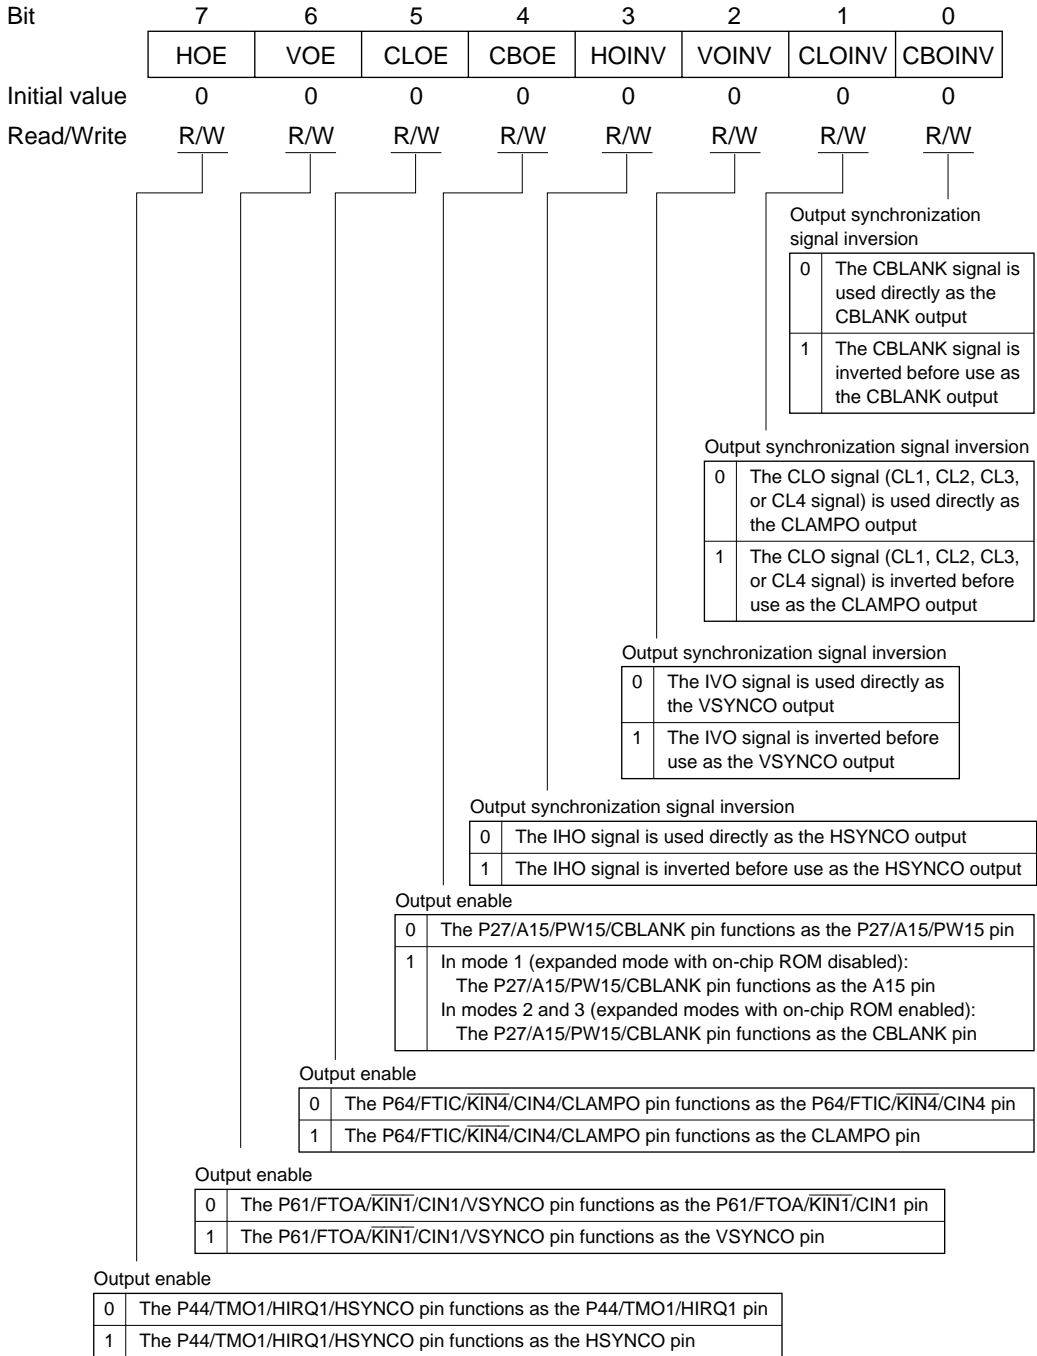 Bit 7 6 5 4 3 2 1 0
HOE VOE CLOE CBOE HOINV VOINV CLOINV CBOINV
Initial value 0 0 0 0 0 0 0 0
Read/Write R/W R/W R/W R/W R/W R/W R/W R/W
Output synchronization
signal inversion
0 The CBLANK signal is
used directly as the
CBLANK output
1 The CBLANK signal is
inverted before use as
the CBLANK output
Output synchronization signal inversion
0 The CLO signal (CL1, CL2, CL3,
or CL4 signal) is used directly as
the CLAMPO output
1 The CLO signal (CL1, CL2, CL3,
or CL4 signal) is inverted before
use as the CLAMPO output
Output synchronization signal inversion
0 The IVO signal is used directly as
the VSYNCO output
1 The IVO signal is inverted before
use as the VSYNCO output
Output synchronization signal inversion
0 The IHO signal is used directly as the HSYNCO output
1 The IHO signal is inverted before use as the HSYNCO output
Output enable
0 The P27/A15/PW15/CBLANK pin functions as the P27/A15/PW15 pin
1 In mode 1 (expanded mode with on-chip ROM disabled):
The P27/A15/PW15/CBLANK pin functions as the A15 pin
In modes 2 and 3 (expanded modes with on-chip ROM enabled):
The P27/A15/PW15/CBLANK pin functions as the CBLANK pin
Output enable
0 The P64/FTIC/K̅I̅N̅4̅/CIN4/CLAMPO pin functions as the P64/FTIC/K̅I̅N̅4̅/CIN4 pin
1 The P64/FTIC/K̅I̅N̅4̅/CIN4/CLAMPO pin functions as the CLAMPO pin
Output enable
0 The P61/FTOA/K̅I̅N̅1̅/CIN1/VSYNCO pin functions as the P61/FTOA/K̅I̅N̅1̅/CIN1 pin
1 The P61/FTOA/K̅I̅N̅1̅/CIN1/VSYNCO pin functions as the VSYNCO pin
Output enable
0 The P44/TMO1/HIRQ1/HSYNCO pin functions as the P44/TMO1/HIRQ1 pin
1 The P44/TMO1/HIRQ1/HSYNCO pin functions as the HSYNCO pin